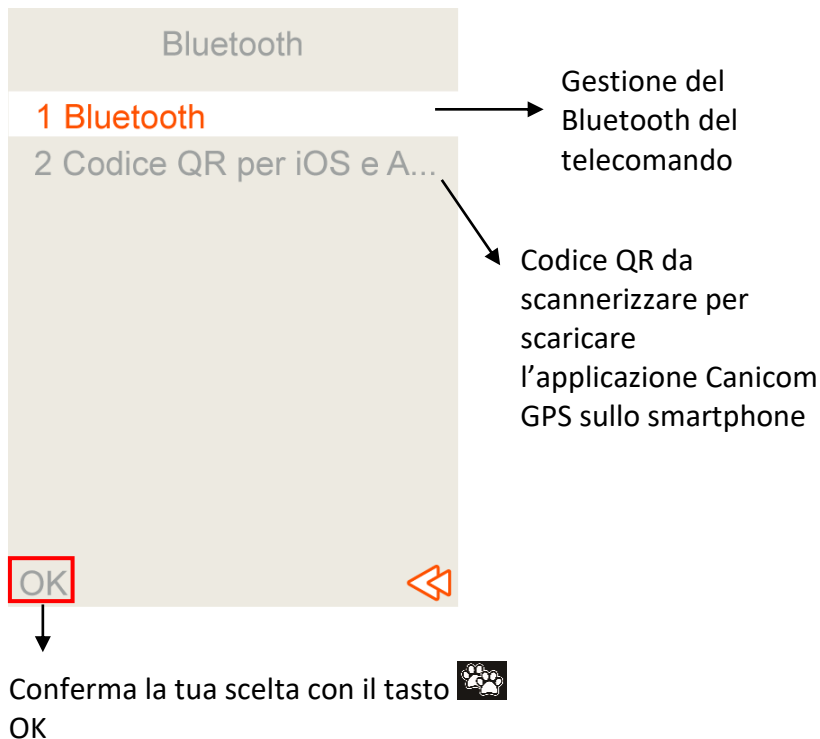 Bluetooth
1 Bluetooth
2 Codice QR per iOS e A...
OK
Gestione del
Bluetooth del
telecomando
Codice QR da
scannerizzare per
scaricare
l’applicazione Canicom
GPS sullo smartphone
Conferma la tua scelta con il tasto
OK